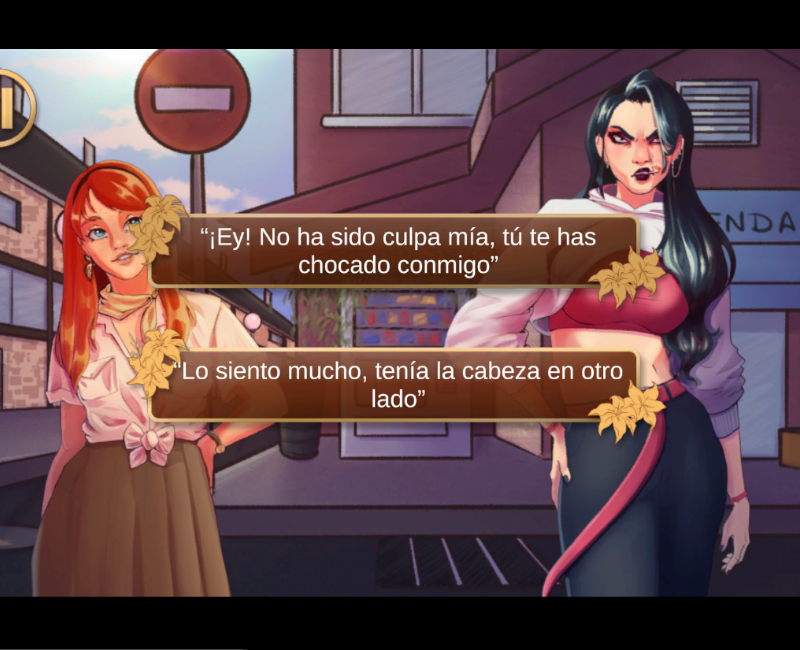 ENDA
“¡Ey! No ha sido culpa mía, tú te has
chocado conmigo”
“Lo siento mucho, tenía la cabeza en otro
lado”